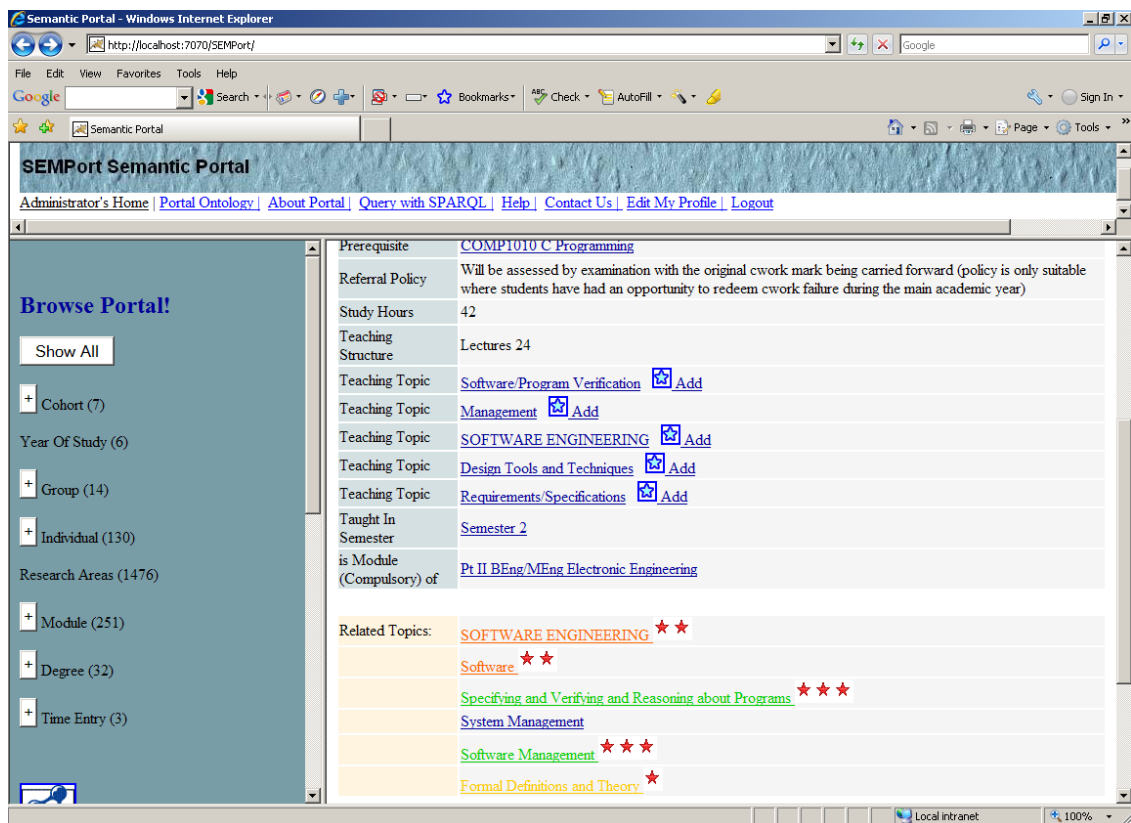 Semantic Portal - Windows Internet Explorer
http://localhost:7070/SEMPort/
Google
File Edit View Favorites Tools Help
Google Search Bookmarks ABC Check AutoFill Sign In
Semantic Portal Page Tools »
SEMPort Semantic Portal
Administrator's Home | Portal Ontology | About Portal | Query with SPARQL | Help | Contact Us | Edit My Profile | Logout
Browse Portal!
Show All
+ Cohort (7)
Year Of Study (6)
+ Group (14)
+ Individual (130)
Research Areas (1476)
+ Module (251)
+ Degree (32)
+ Time Entry (3)
Prerequisite COMP1010 C Programming
Referral Policy Will be assessed by examination with the original cwork mark being carried forward (policy is only suitable
where students have had an opportunity to redeem cwork failure during the main academic year)
Study Hours 42
Teaching
Structure Lectures 24
Teaching Topic Software/Program Verification Add
Teaching Topic Management Add
Teaching Topic SOFTWARE ENGINEERING Add
Teaching Topic Design Tools and Techniques Add
Teaching Topic Requirements/Specifications Add
Taught In
Semester Semester 2
is Module
(Compulsory) of Pt II BEng/MEng Electronic Engineering
Related Topics: SOFTWARE ENGINEERING
Software
Specifying and Verifying and Reasoning about Programs
System Management
Software Management
Formal Definitions and Theory
Local intranet 100%